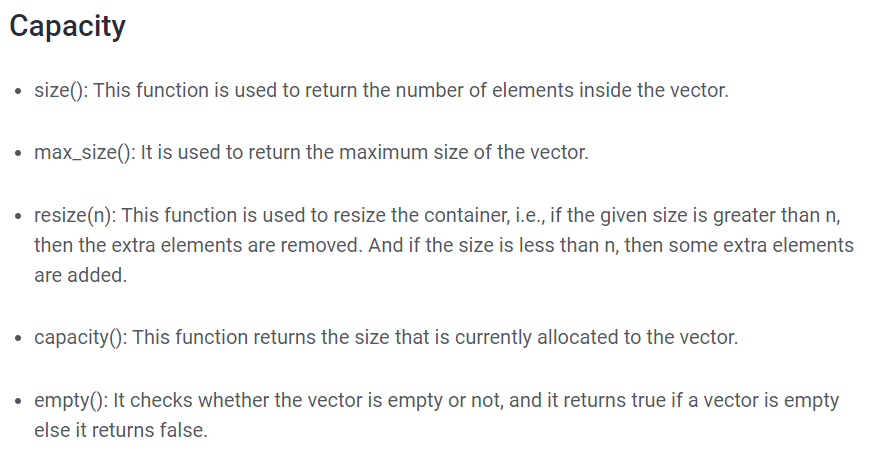 Capacity
• size(): This function is used to return the number of elements inside the vector.
• max_size(): It is used to return the maximum size of the vector.
• resize(n): This function is used to resize the container, i.e., if the given size is greater than n,
then the extra elements are removed. And if the size is less than n, then some extra elements
are added.
• capacity(): This function returns the size that is currently allocated to the vector.
• empty(): It checks whether the vector is empty or not, and it returns true if a vector is empty
else it returns false.